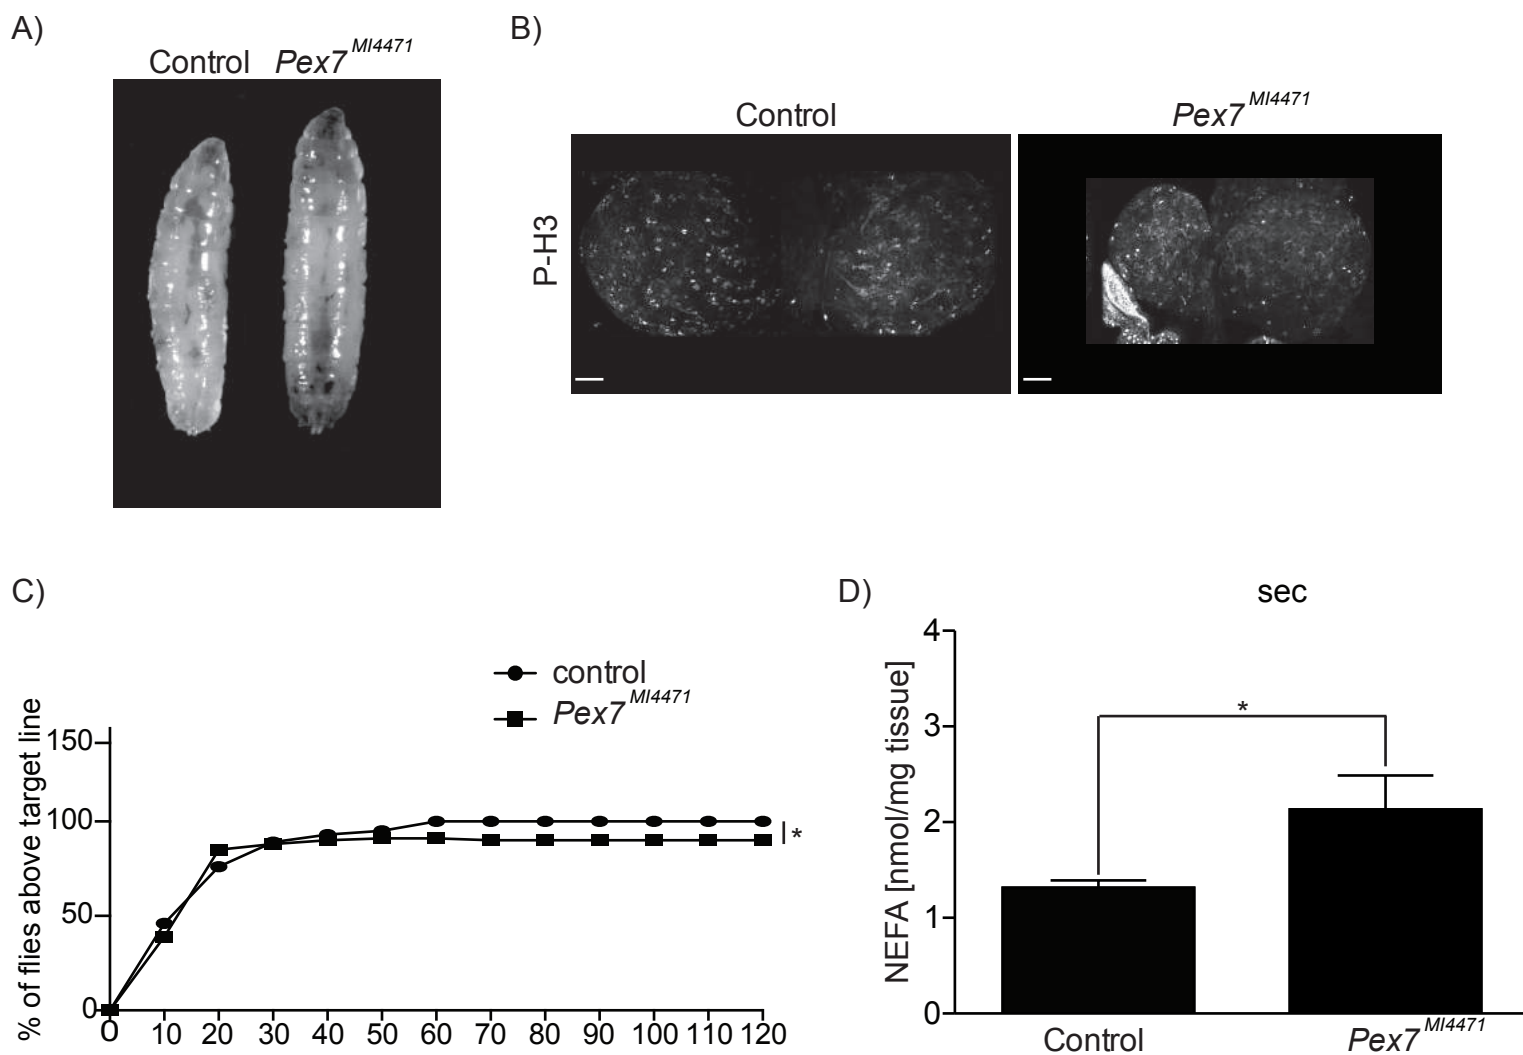 A)
Control Pex7 MI4471
B)
Control
Pex7 MI4471
P-H3
C)
control
Pex7 MI4471
% of flies above target line
150
100
50
0
0 10 20 30 40 50 60 70 80 90 100 110 120
*
D)
sec
NEFA [nmol/mg tissue]
4
3
2
1
0
*
Control
Pex7 MI4471